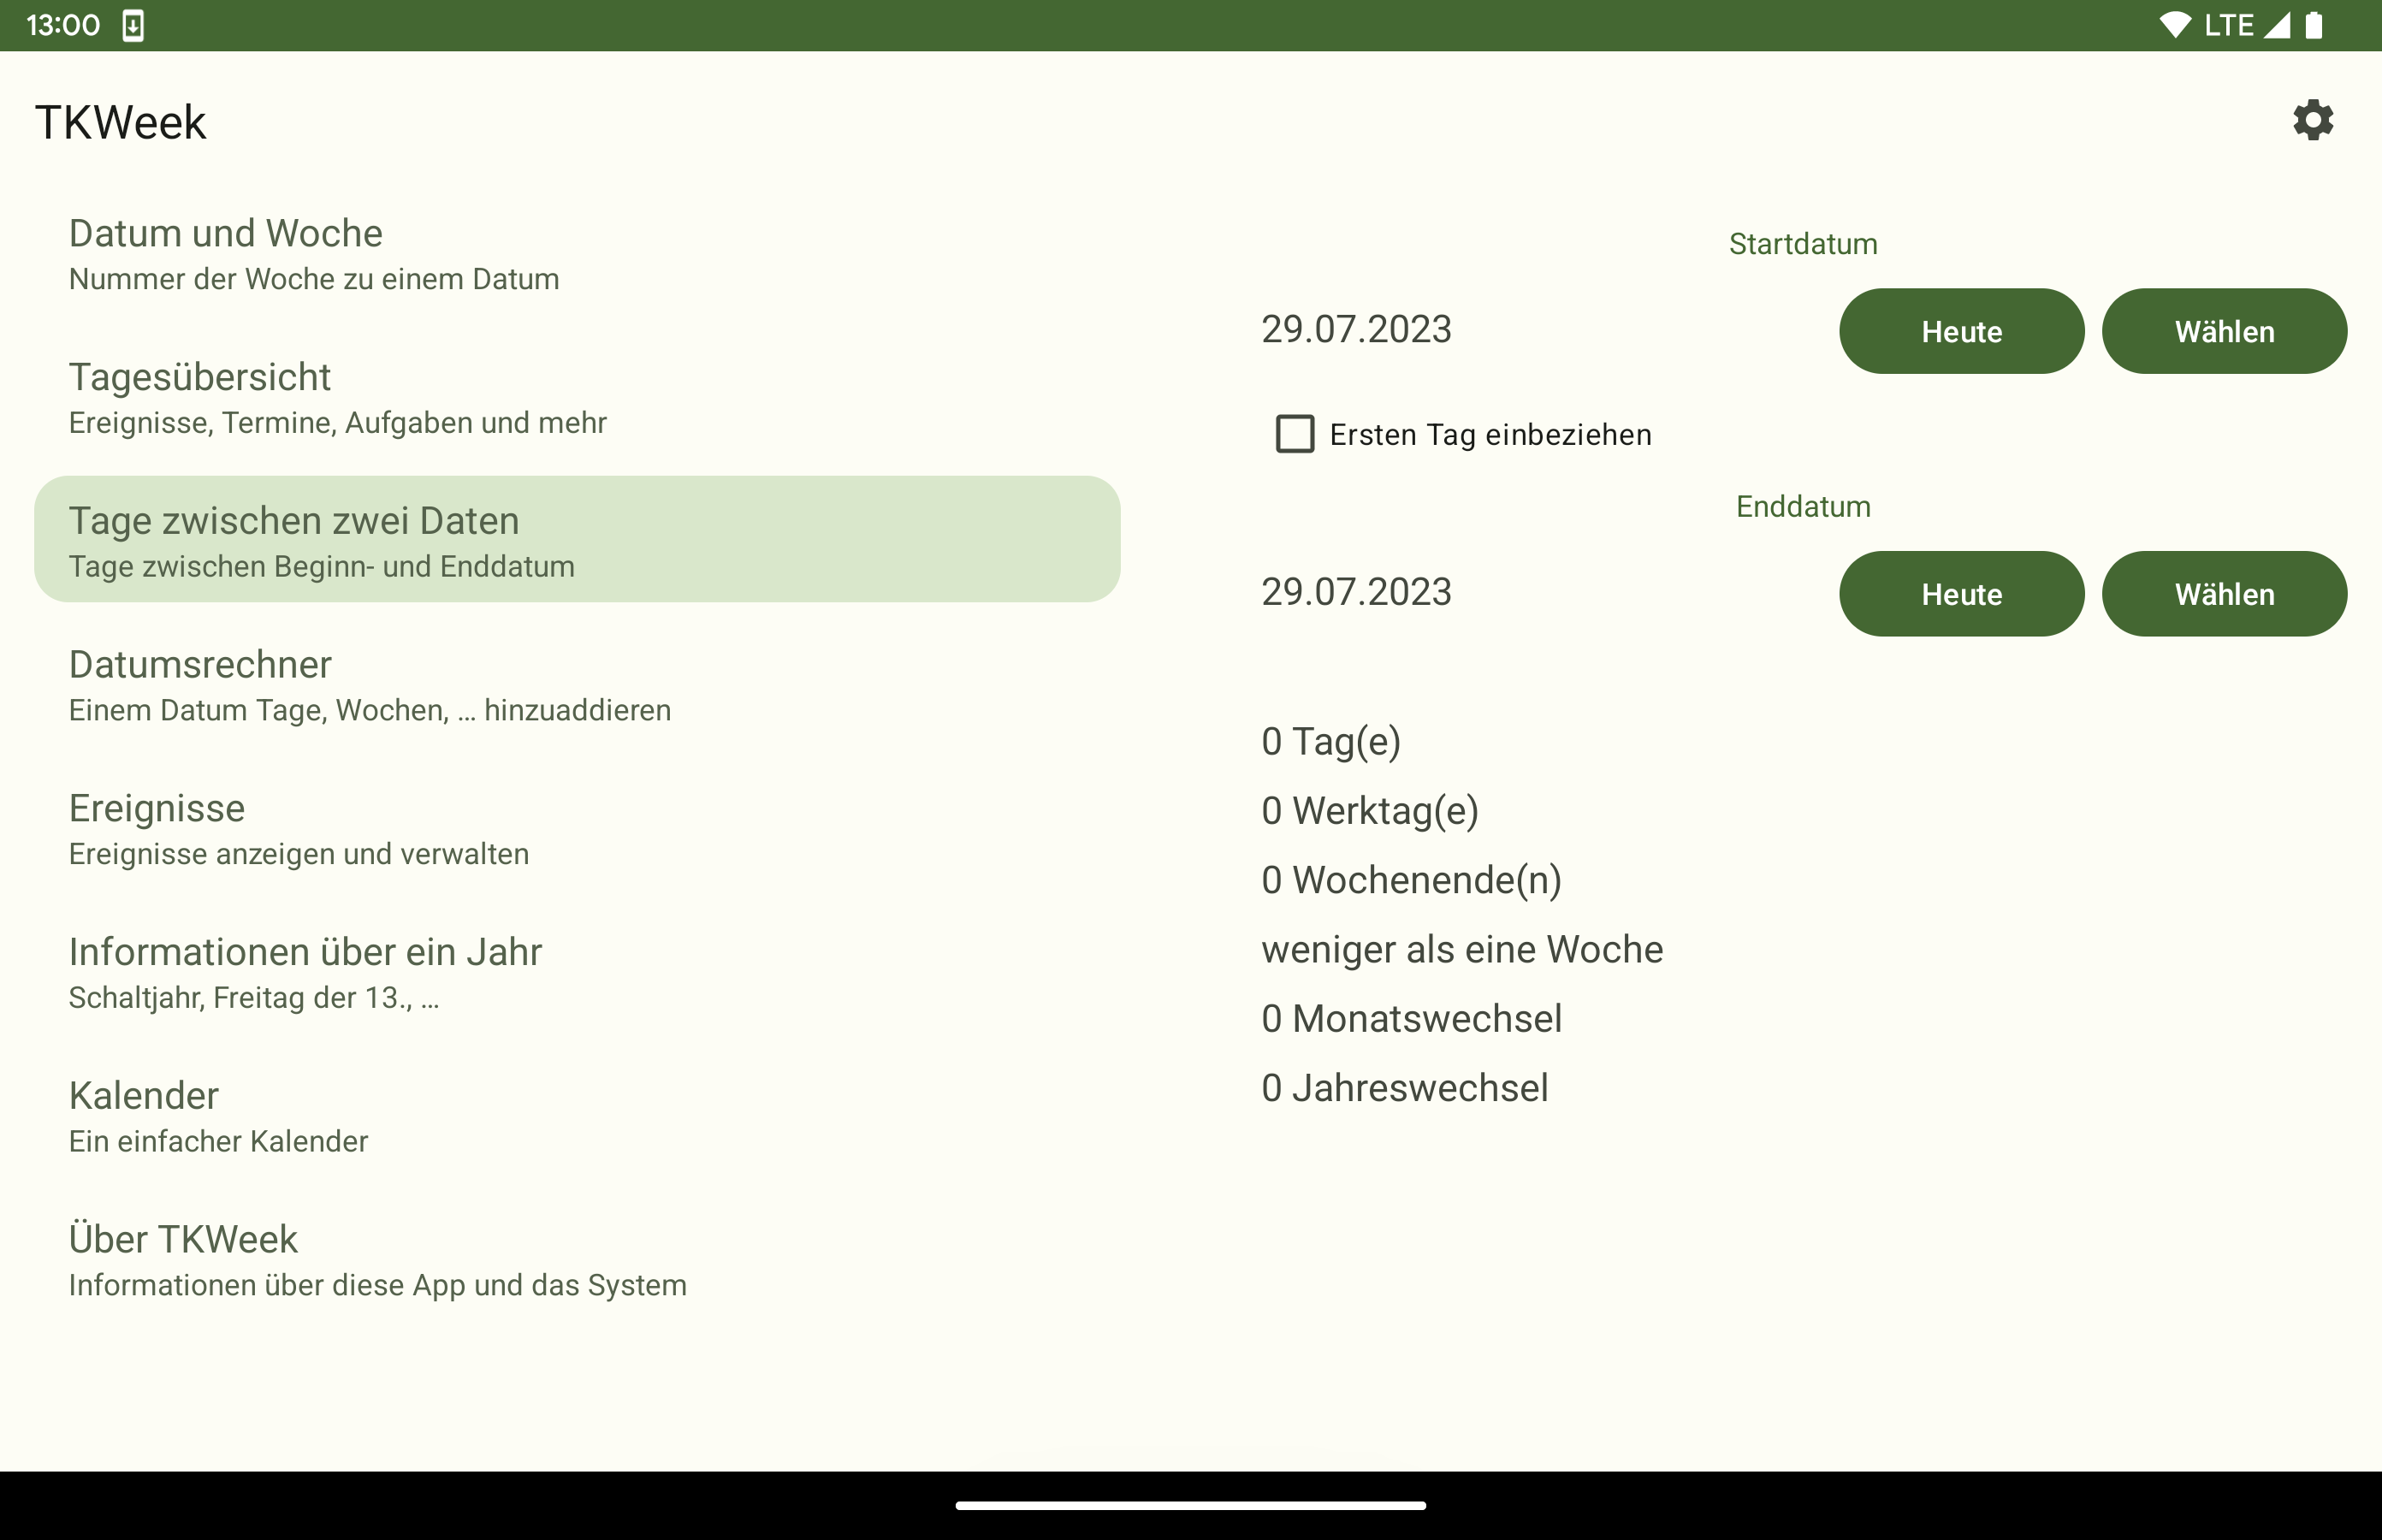 13:00
LTE
TKWeek
Datum und Woche
Nummer der Woche zu einem Datum
Tagesübersicht
Ereignisse, Termine, Aufgaben und mehr
Tage zwischen zwei Daten
Tage zwischen Beginn- und Enddatum
Datumsrechner
Einem Datum Tage, Wochen, … hinzuaddieren
Ereignisse
Ereignisse anzeigen und verwalten
Informationen über ein Jahr
Schaltjahr, Freitag der 13., …
Kalender
Ein einfacher Kalender
Über TKWeek
Informationen über diese App und das System
Startdatum
29.07.2023 Heute Wählen
Ersten Tag einbeziehen
Enddatum
29.07.2023 Heute Wählen
0 Tag(e)
0 Werktag(e)
0 Wochenende(n)
weniger als eine Woche
0 Monatswechsel
0 Jahreswechsel